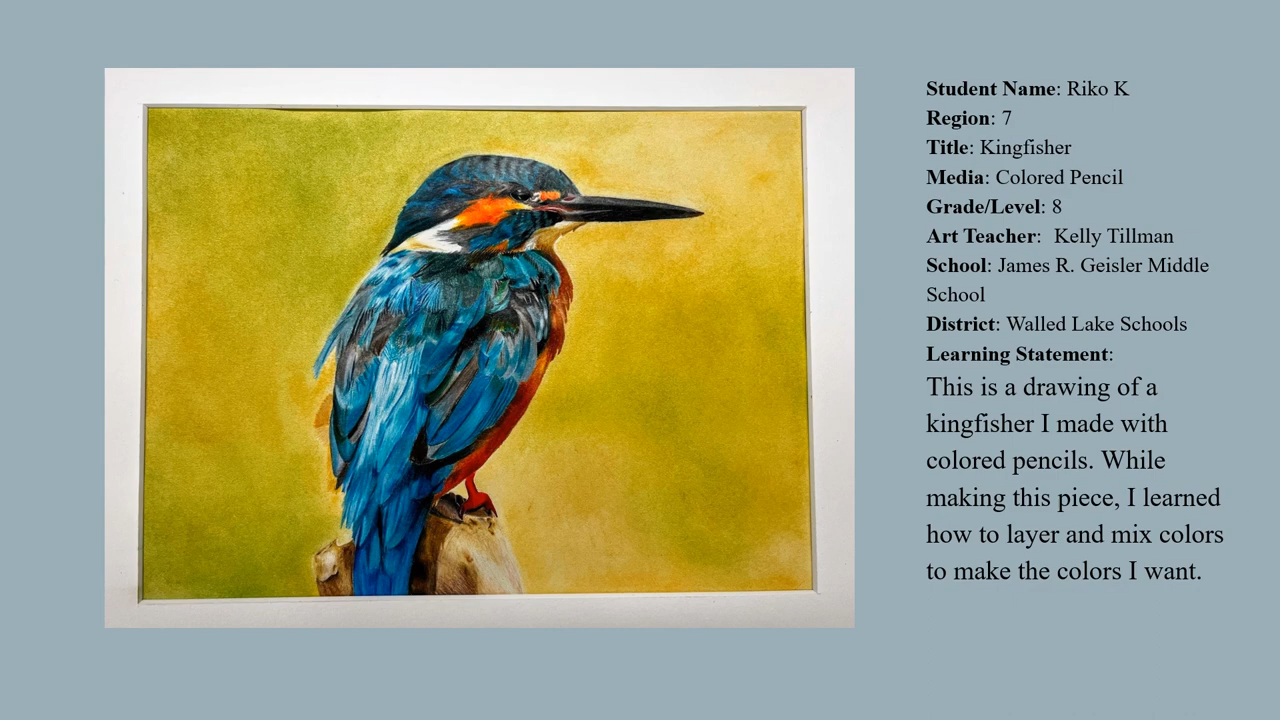 Student Name: Riko K
Region: 7
Title: Kingfisher
Media: Colored Pencil
Grade/Level: 8
Art Teacher:  Kelly Tillman
School: James R. Geisler Middle
School
District: Walled Lake Schools
Learning Statement:
This is a drawing of a
kingfisher I made with
colored pencils. While
making this piece, I learned
how to layer and mix colors
to make the colors I want.